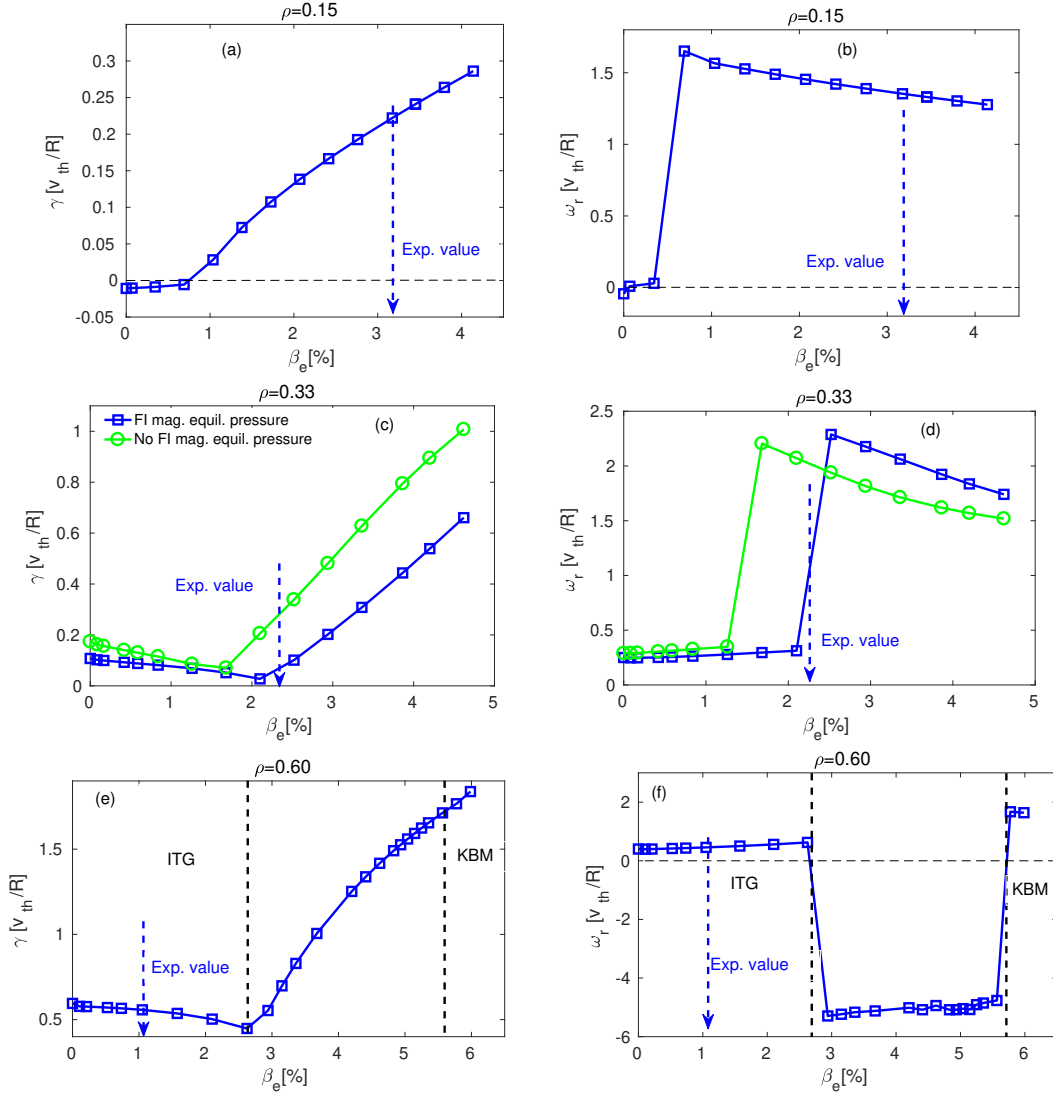 ρ=0.15
(a)
0.3
0.25
0.2
0.15
0.1
0.05
0
-0.05
γ [v_th/R]
Exp. value
0 1 2 3 4
β_e[%]
ρ=0.15
(b)
1.5
1
0.5
0
ω_r [v_th/R]
Exp. value
0 1 2 3 4
β_e[%]
ρ=0.33
FI mag. equil. pressure
No FI mag. equil. pressure
(c)
1
0.8
0.6
0.4
0.2
0
γ [v_th/R]
Exp. value
0 1 2 3 4 5
β_e[%]
ρ=0.33
(d)
2.5
2
1.5
1
0.5
0
ω_r [v_th/R]
Exp. value
0 1 2 3 4 5
β_e[%]
ρ=0.60
(e)
1.5
1
0.5
γ [v_th/R]
ITG
KBM
Exp. value
0 1 2 3 4 5 6
β_e[%]
ρ=0.60
(f)
2
0
-2
-4
-6
ω_r [v_th/R]
ITG
KBM
Exp. value
0 1 2 3 4 5 6
β_e[%]